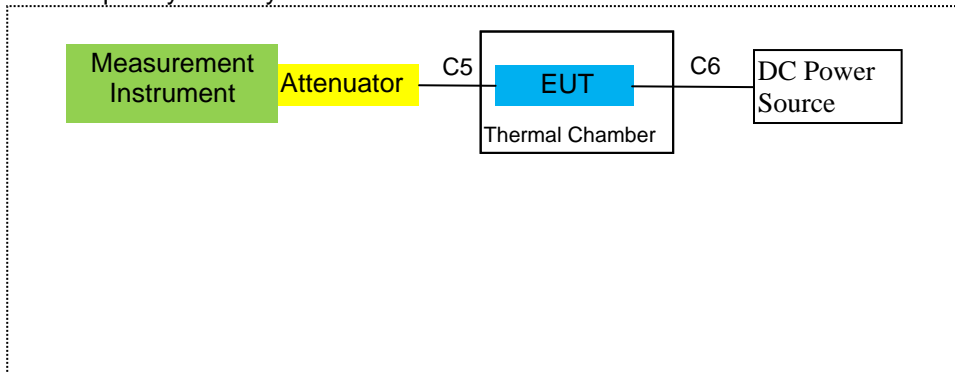 Measurement
Instrument
Attenuator
C5
EUT
Thermal Chamber
C6
DC Power
Source